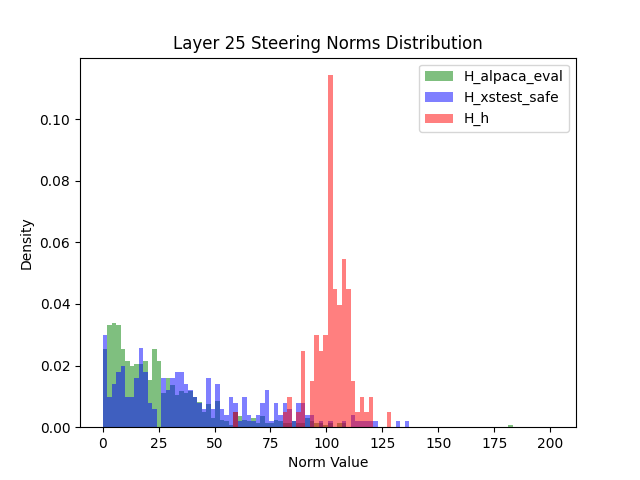 Layer 25 Steering Norms Distribution
H_alpaca_eval
H_xstest_safe
H_h
0.10
0.08
0.06
0.04
0.02
0.00
Density
0 25 50 75 100 125 150 175 200
Norm Value